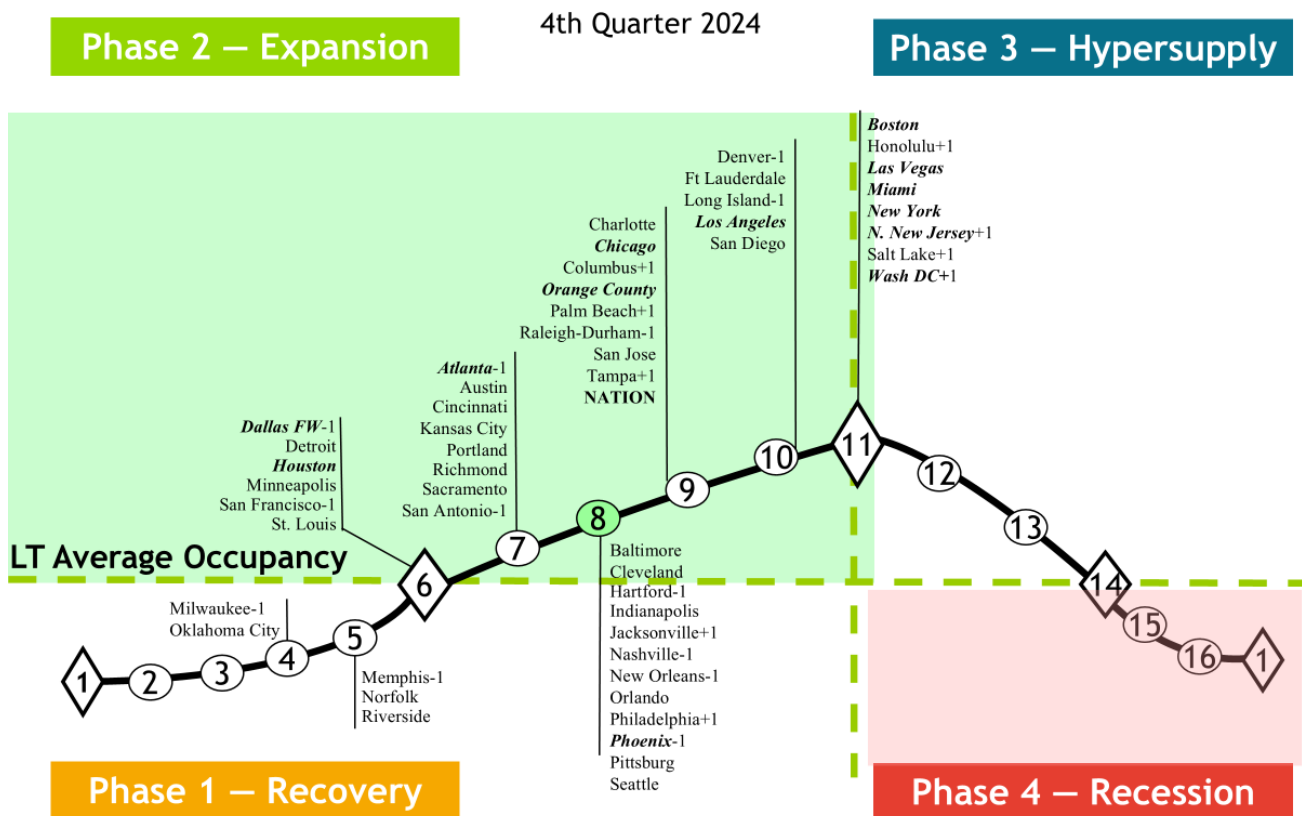 4th Quarter 2024
Phase 2 — Expansion
Phase 3 — Hypersupply
Boston
Honolulu+1
Las Vegas
Miami
New York
N. New Jersey+1
Salt Lake+1
Wash DC+1
Denver-1
Ft Lauderdale
Long Island-1
Los Angeles
San Diego
Charlotte
Chicago
Columbus+1
Orange County
Palm Beach+1
Raleigh-Durham-1
San Jose
Tampa+1
NATION
Atlanta-1
Austin
Cincinnati
Kansas City
Portland
Richmond
Sacramento
San Antonio-1
Dallas FW-1
Detroit
Houston
Minneapolis
San Francisco-1
St. Louis
LT Average Occupancy
Milwaukee-1
Oklahoma City
Memphis-1
Norfolk
Riverside
Baltimore
Cleveland
Hartford-1
Indianapolis
Jacksonville+1
Nashville-1
New Orleans-1
Orlando
Philadelphia+1
Phoenix-1
Pittsburg
Seattle
1
2
3
4
5
6
7
8
9
10
11
12
13
14
15
16
1
Phase 1 — Recovery
Phase 4 — Recession